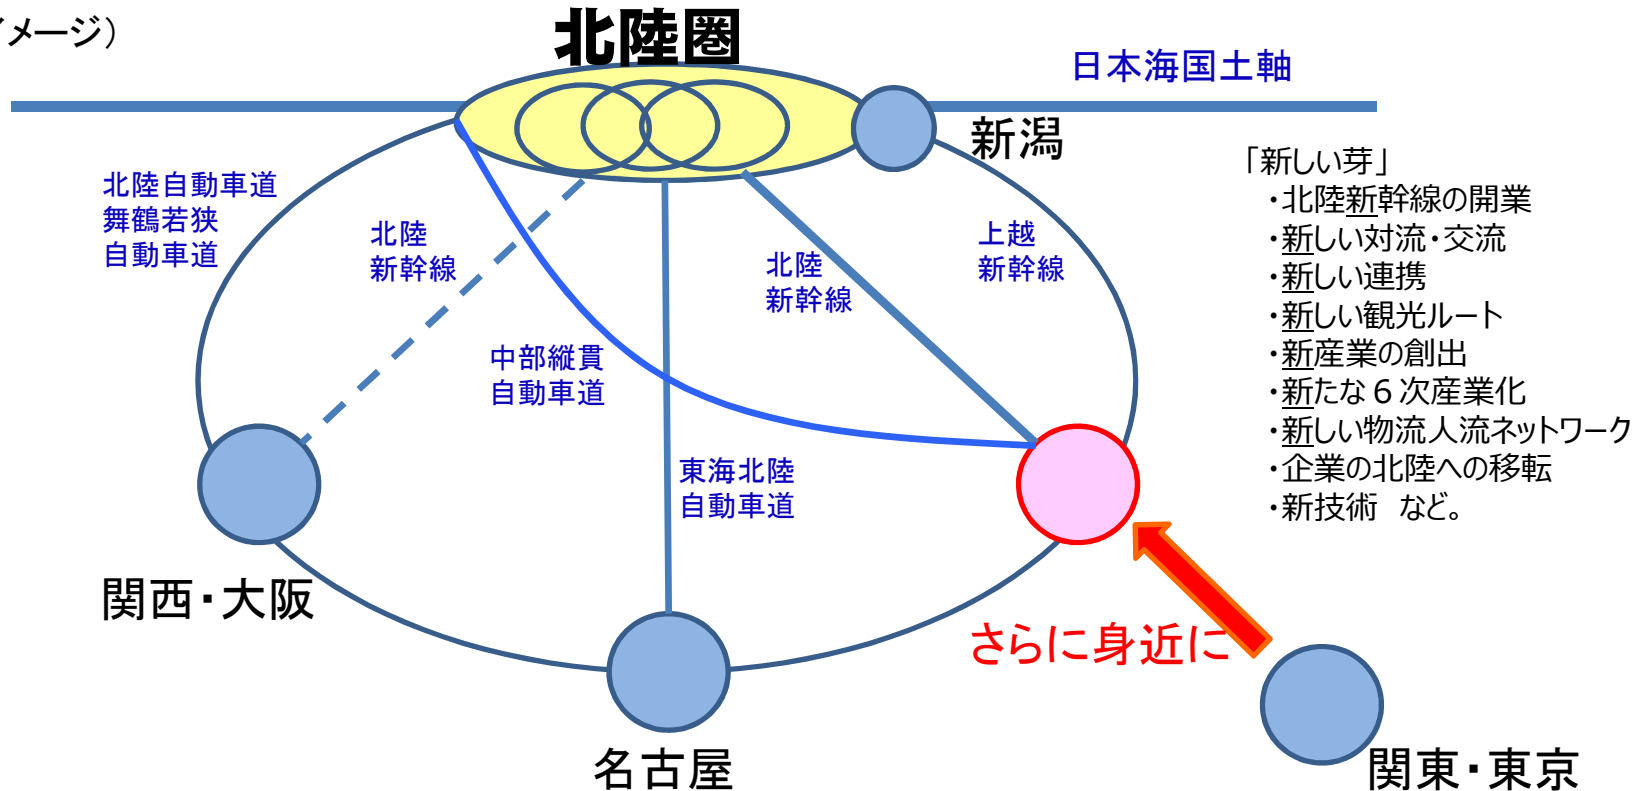 イメージ）
北陸圏
日本海国土軸
新潟
北陸自動車道
舞鶴若狭
自動車道
北陸
新幹線
中部縦貫
自動車道
東海北陸
自動車道
北陸
新幹線
上越
新幹線
「新しい芽」
・北陸新幹線の開業
・新しい対流・交流
・新しい連携
・新しい観光ルート
・新産業の創出
・新たな６次産業化
・新しい物流人流ネットワーク
・企業の北陸への移転
・新技術　など。
関西・大阪
名古屋
さらに身近に
関東・東京